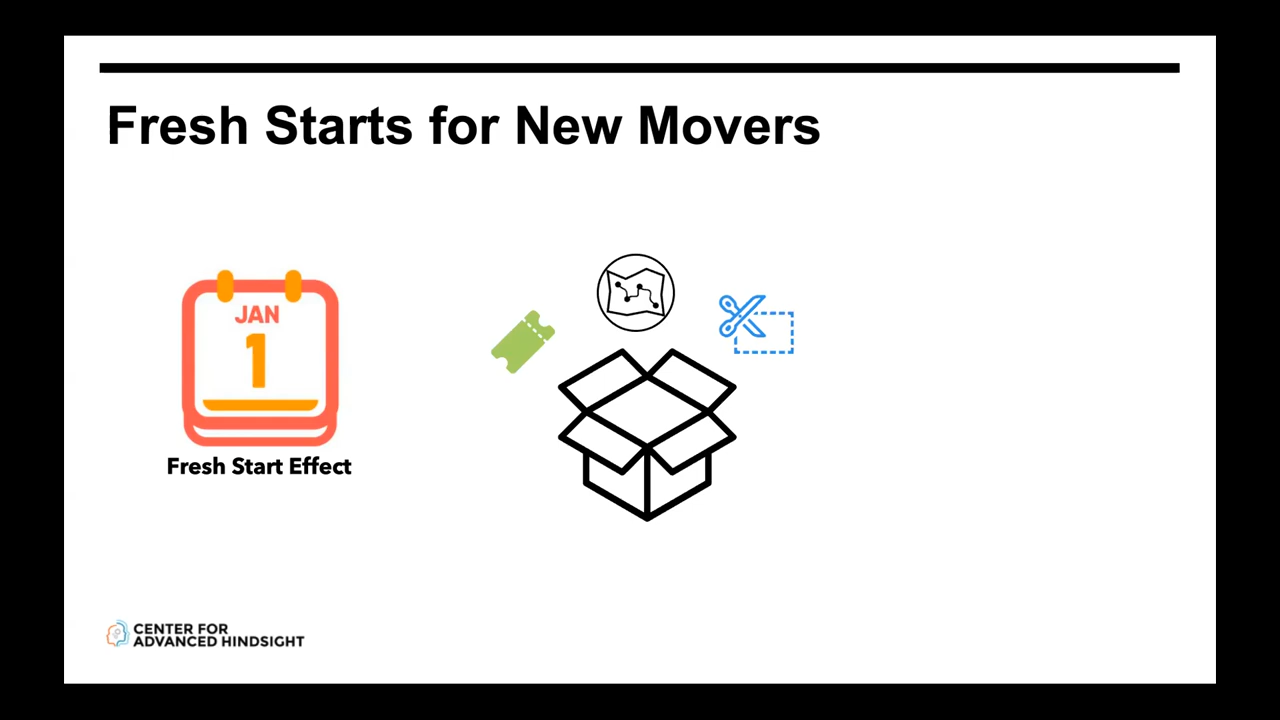 Fresh Starts for New Movers
JAN
1
Fresh Start Effect
CENTER FOR
ADVANCED HINDSIGHT